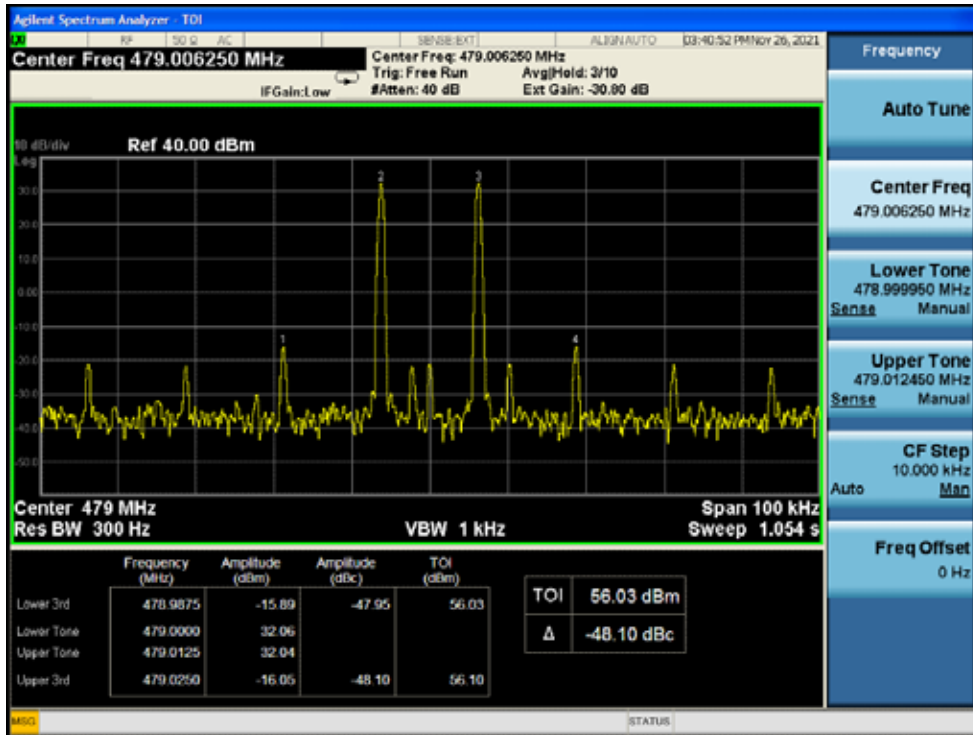 Agilent Spectrum Analyzer - TOI
LXI RF 50 Ω AC SENSE:EXT ALIGNAUTO 03:40:52 PM Nov 26, 2021
Center Freq 479.006250 MHz
Center Freq: 479.006250 MHz
Trig: Free Run Avg|Hold: 3/10
IFGain:Low #Atten: 40 dB Ext Gain: -30.80 dB
10 dB/div Ref 40.00 dBm
Log
30.0
20.0
10.0
0.00
-10.0
-20.0
-30.0
-40.0
-50.0
2 3
1 4
Center 479 MHz Span 100 kHz
Res BW 300 Hz VBW 1 kHz Sweep 1.054 s
Frequency Amplitude Amplitude TOI
(MHz) (dBm) (dBc) (dBm)
Lower 3rd 478.9875 -15.89 -47.95 56.03
Lower Tone 479.0000 32.06
Upper Tone 479.0125 32.04
Upper 3rd 479.0250 -16.05 -48.10 56.10
TOI 56.03 dBm
Δ -48.10 dBc
Frequency
Auto Tune
Center Freq
479.006250 MHz
Lower Tone
478.999950 MHz
Sense Manual
Upper Tone
479.012450 MHz
Sense Manual
CF Step
10.000 kHz
Auto Man
Freq Offset
0 Hz
MSG STATUS